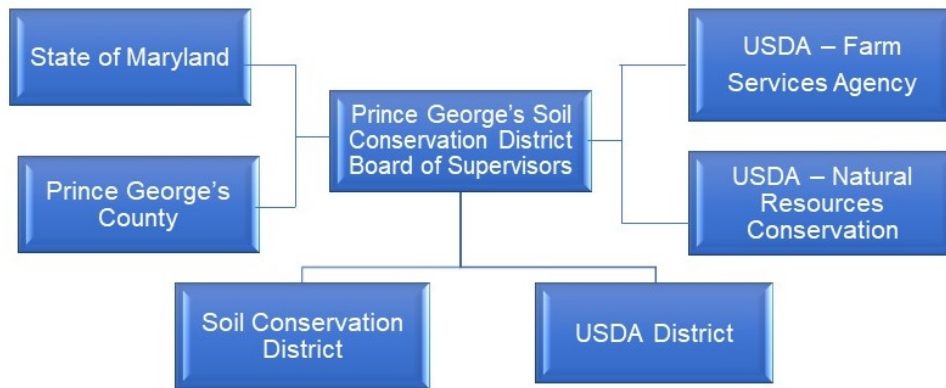 State of Maryland
Prince George’s
County
Prince George’s Soil
Conservation District
Board of Supervisors
USDA – Farm
Services Agency
USDA – Natural
Resources
Conservation
Soil Conservation
District
USDA District